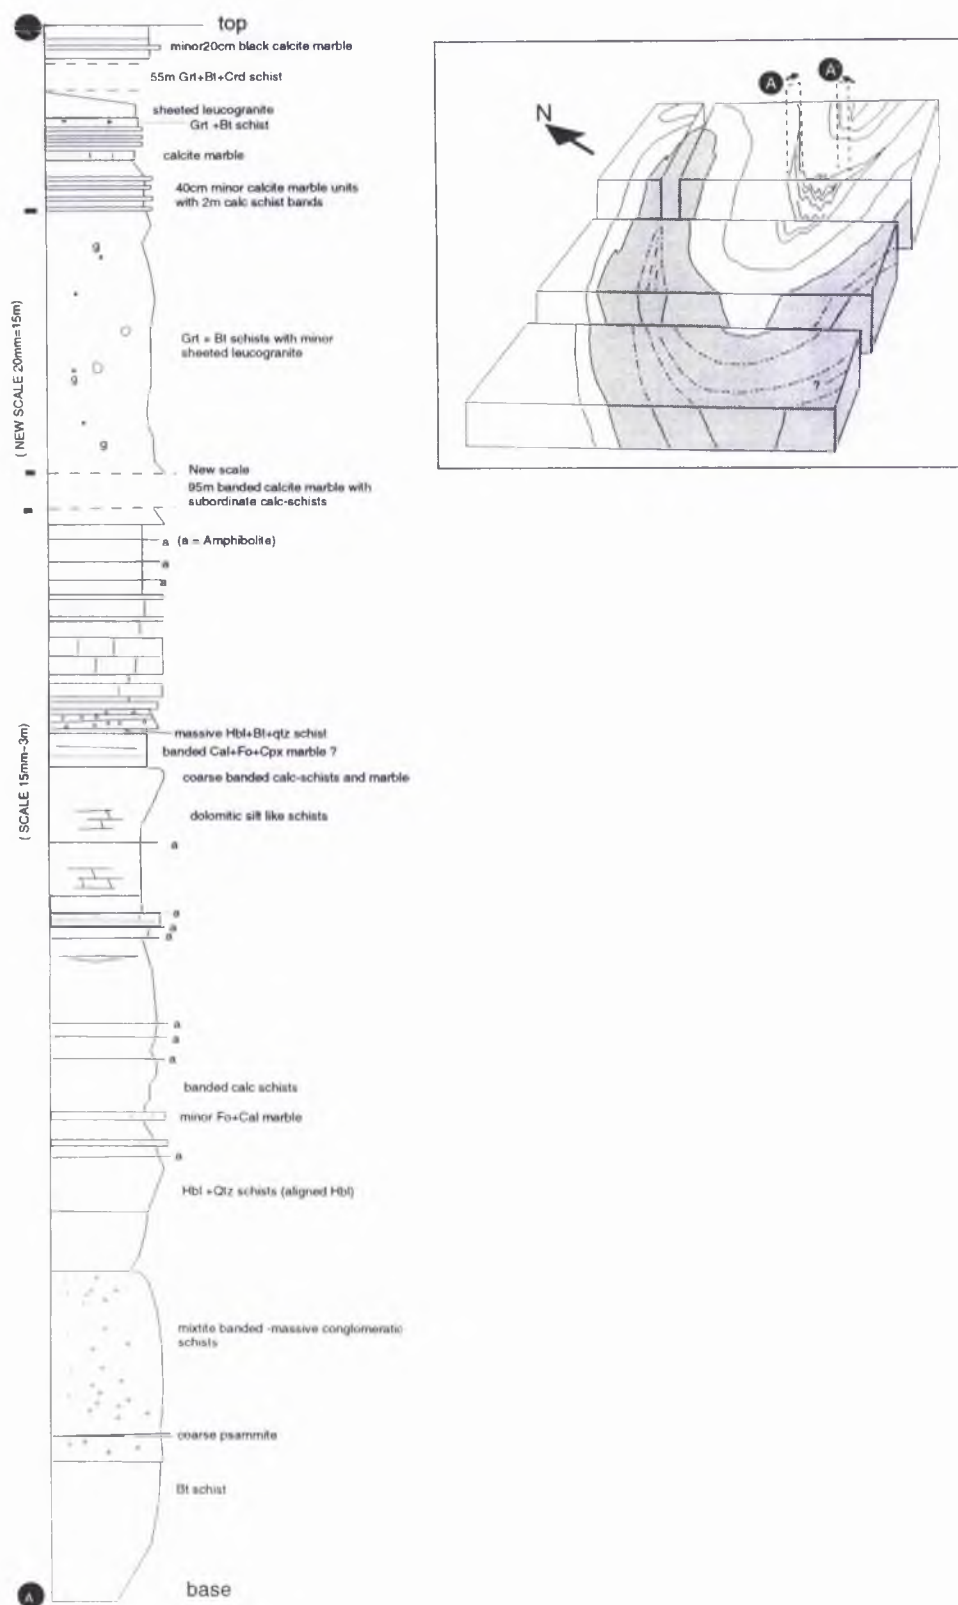 top
minor20cm black calcite marble
55m Grt+Bt+Crd schist
sheeted leucogranite
Grt +Bt schist
calcite marble
40cm minor calcite marble units
with 2m calc schist bands
g
( NEW SCALE 20mm=15m)
Grt + Bt schists with minor
sheeted leucogranite
g
g
New scale
95m banded calcite marble with
subordinate calc-schists
a (a = Amphibolite)
a
a
massive Hbl+Bt+qtz schist
banded Cal+Fo+Cpx marble ?
coarse banded calc-schists and marble
( SCALE 15mm~3m)
dolomitic silt like schists
a
a
a
a
a
a
a
banded calc schists
minor Fo+Cal marble
a
Hbl +Qtz schists (aligned Hbl)
mixtite banded -massive conglomeratic
schists
coarse psammite
Bt schist
A
base
A
A
N
?